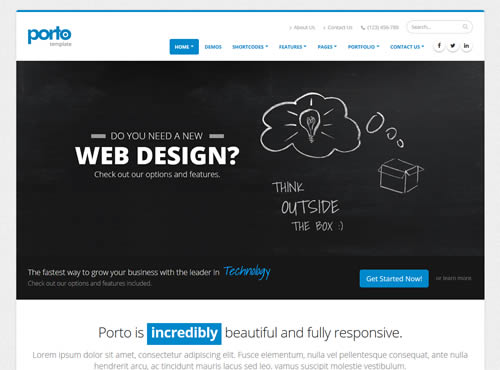 porto
template
About Us
Contact Us
(123) 456-789
Search...
HOME
DEMOS
SHORTCODES
FEATURES
PAGES
PORTFOLIO
CONTACT US
DO YOU NEED A NEW
WEB DESIGN?
Check out our options and features.
THINK
OUTSIDE
THE BOX :)
The fastest way to grow your business with the leader in Technology
Check out our options and features included.
Get Started Now!
or learn more
Porto is incredibly beautiful and fully responsive.
Lorem ipsum dolor sit amet, consectetur adipiscing elit. Fusce elementum, nulla vel pellentesque consequat, ante nulla
hendrerit arcu, ac tincidunt mauris lacus sed leo, vamus suscipit molestie vestibulum.